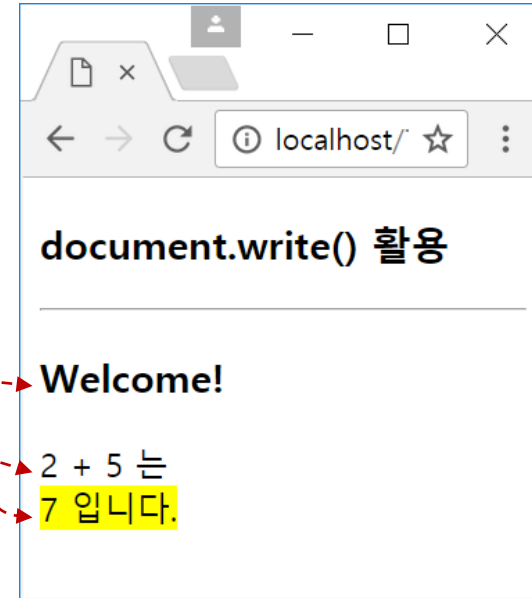 localhost/
document.write() 활용
Welcome!
2 + 5 는
7 입니다.